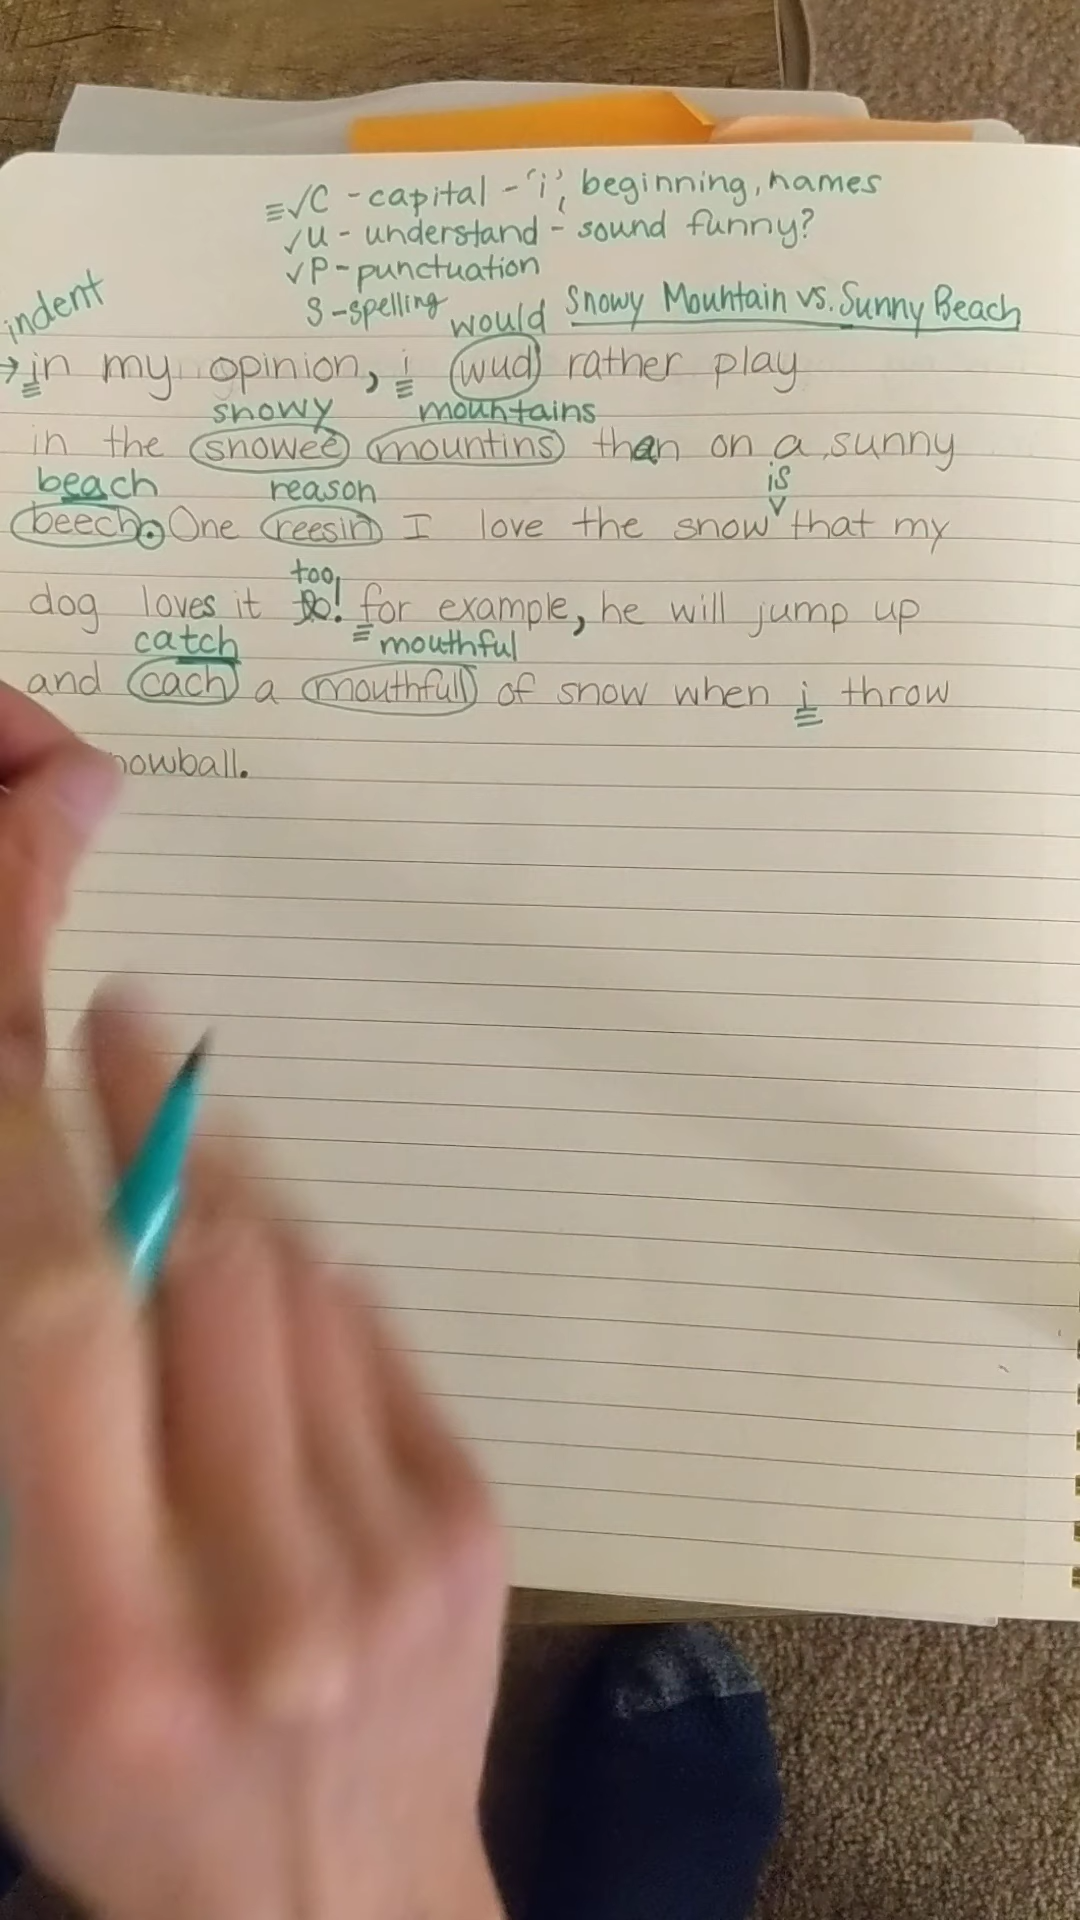 ≡✓C - capital - 'i', beginning, names
✓U - understand - sound funny?
✓P - punctuation
S - spelling
indent
would
Snowy Mountain vs. Sunny Beach
→in my opinion, i wud rather play
snowy mountains
in the snowee mountins than on a sunny
beach reason is
beech. One reesin I love the snow that my
too,
dog loves it to! for example, he will jump up
catch mouthful
and cach a mouthfull of snow when i throw
nowball.